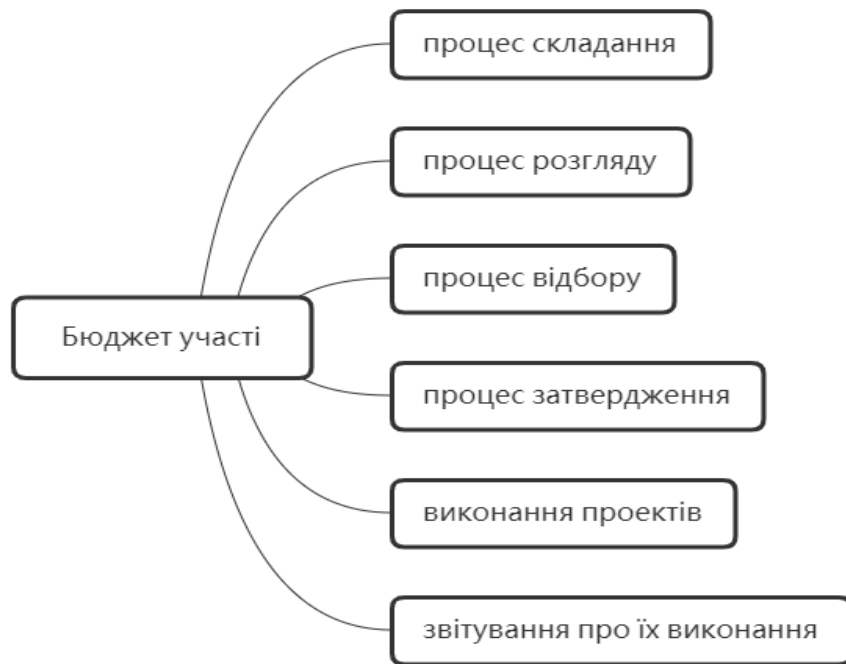 процес складання
процес розгляду
процес відбору
Бюджет участі
процес затвердження
виконання проектів
звітування про їх виконання